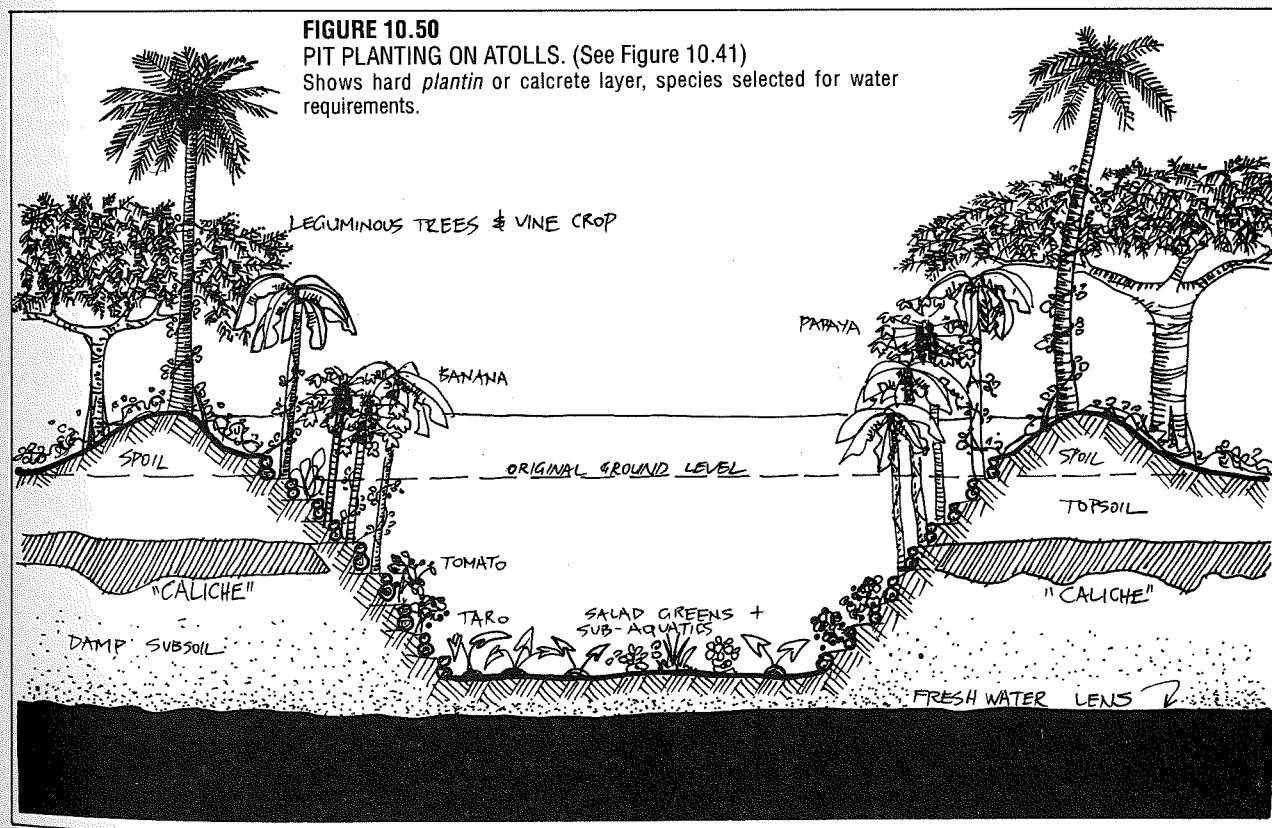 FIGURE 10.50
PIT PLANTING ON ATOLLS. (See Figure 10.41)
Shows hard plantin or calcrete layer, species selected for water
requirements.
LEGUMINOUS TREES & VINE CROP
PAPAYA
BANANA
SPOIL
ORIGINAL GROUND LEVEL
SPOIL
TOPSOIL
TOMATO
"CALICHE"
"CALICHE"
TARO
SALAD GREENS +
SUB-AQUATICS
DAMP SUBSOIL
FRESH WATER LENS